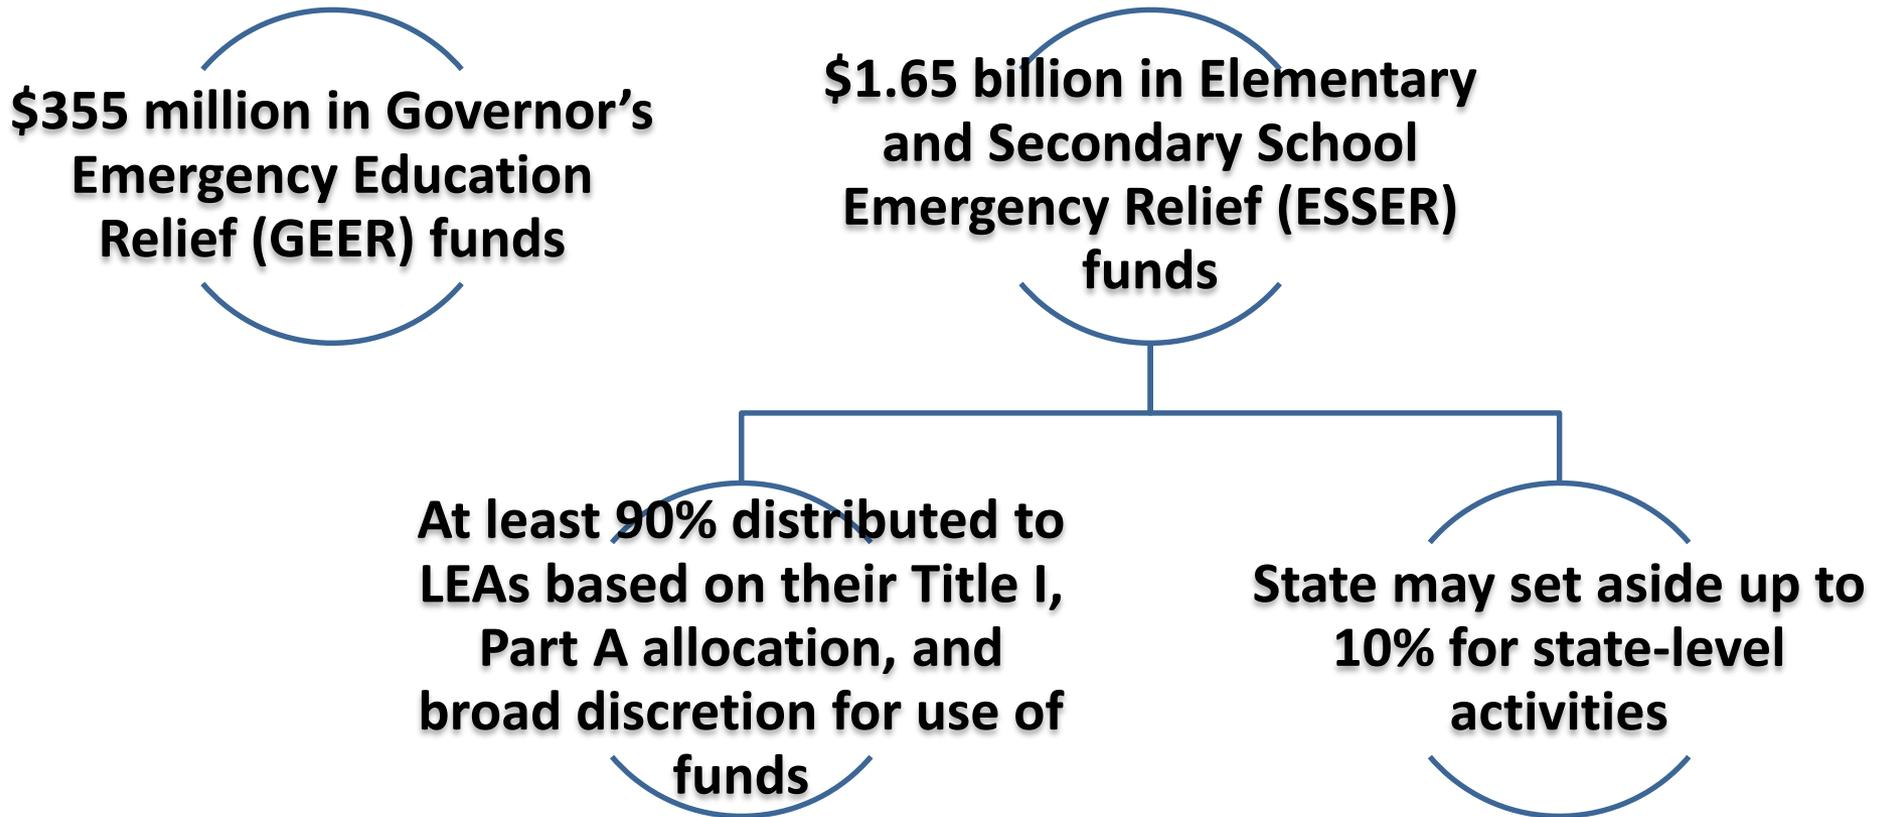 $355 million in Governor’s
Emergency Education
Relief (GEER) funds
$1.65 billion in Elementary
and Secondary School
Emergency Relief (ESSER)
funds
At least 90% distributed to
LEAs based on their Title I,
Part A allocation, and
broad discretion for use of
funds
State may set aside up to
10% for state-level
activities